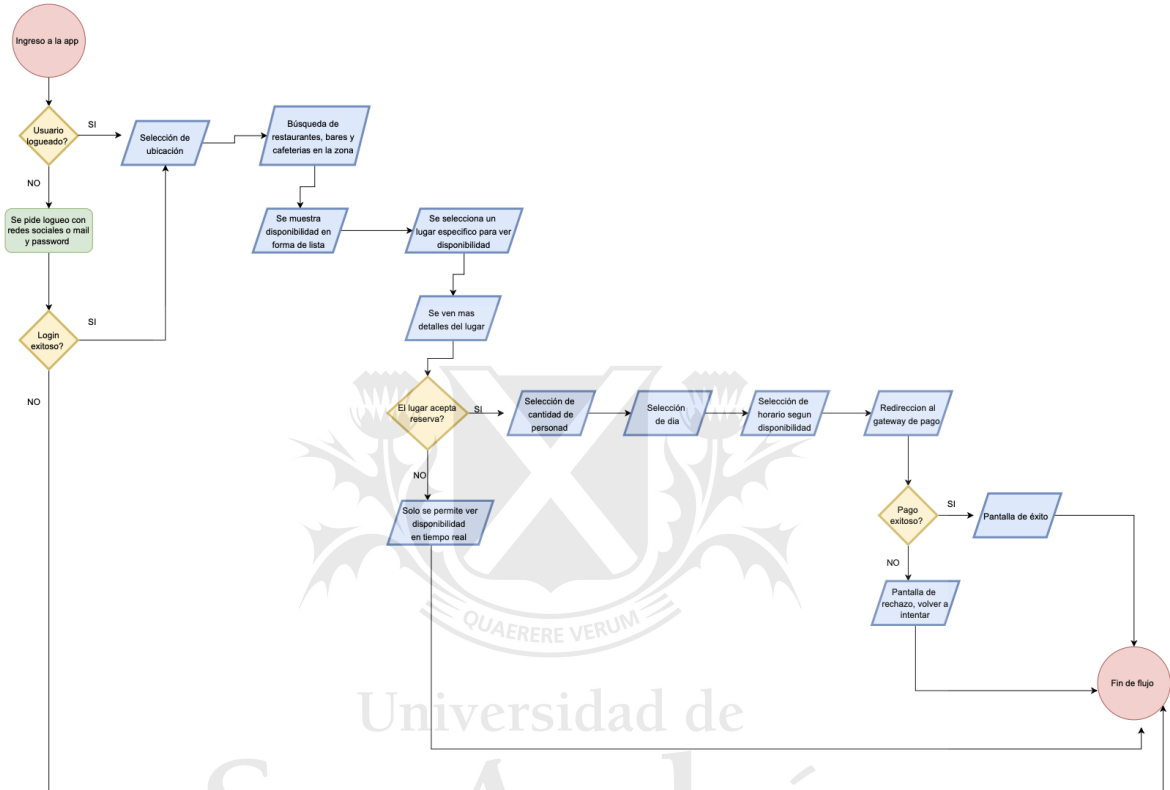 Ingreso a la app
Usuario
logueado?
SI
Selección de
ubicación
Búsqueda de
restaurantes, bares y
cafeterias en la zona
NO
Se pide logueo con
redes sociales o mail
y password
Se muestra
disponibilidad en
forma de lista
Se selecciona un
lugar especifico para ver
disponibilidad
Login
exitoso?
SI
NO
Se ven mas
detalles del lugar
El lugar acepta
reserva?
SI
Selección de
cantidad de
personad
Selección
de dia
Selección de
horario segun
disponibilidad
Redireccion al
gateway de pago
NO
Solo se permite ver
disponibilidad
en tiempo real
Pago
exitoso?
SI
Pantalla de éxito
NO
Pantalla de
rechazo, volver a
intentar
Fin de flujo
QUAERERE VERUM
Universidad de